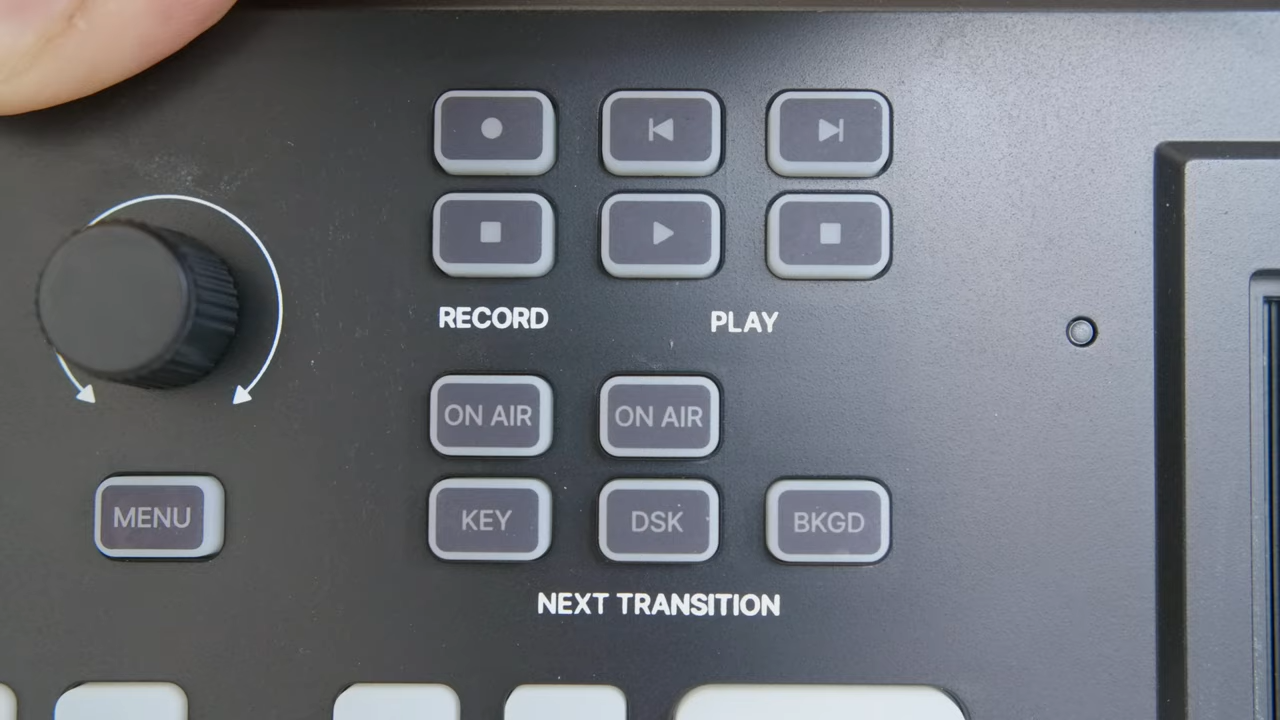 RECORD
PLAY
ON AIR
ON AIR
MENU
KEY
DSK
BKGD
NEXT TRANSITION